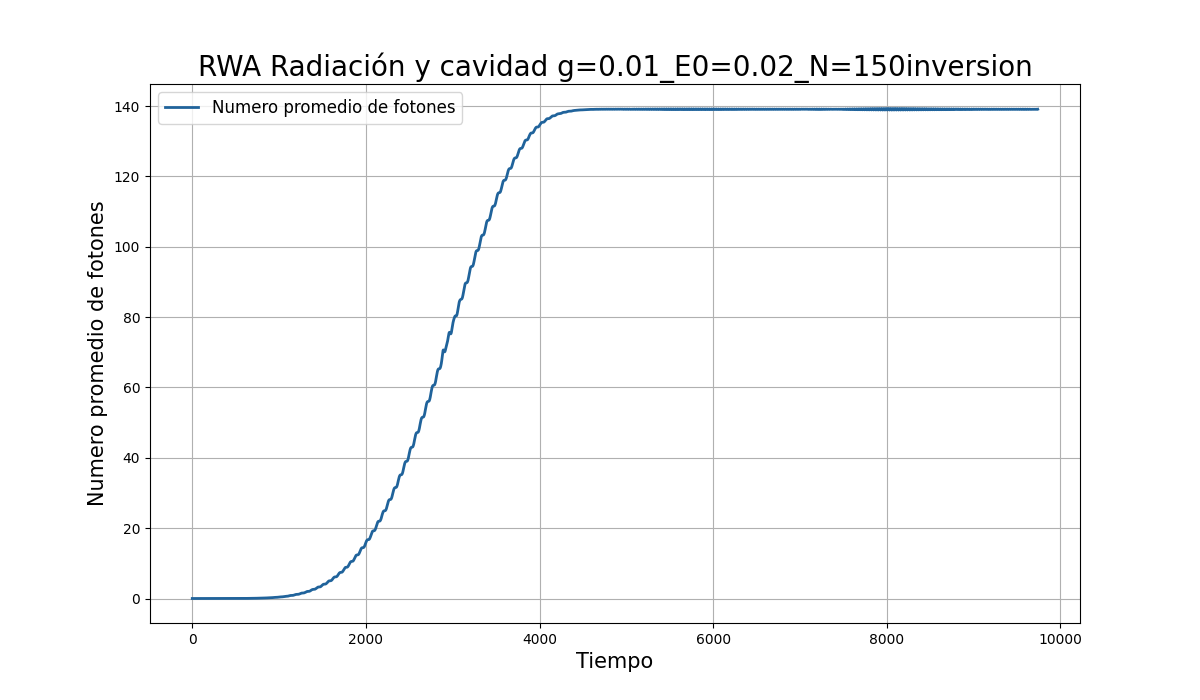 RWA Radiación y cavidad g=0.01_E0=0.02_N=150inversion
Numero promedio de fotones
Numero promedio de fotones
140
120
100
80
60
40
20
0
0 2000 4000 6000 8000 10000
Tiempo